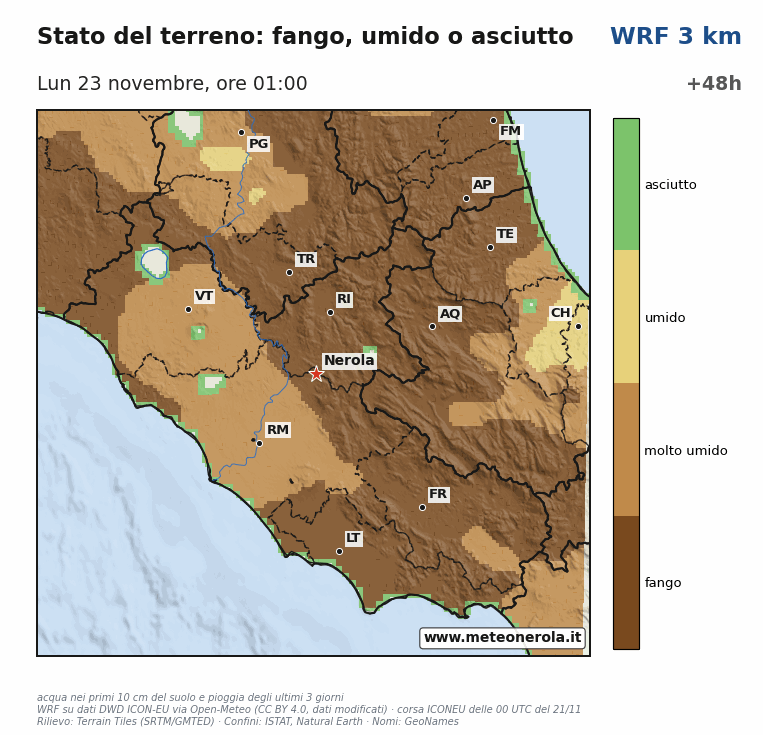 Stato del terreno: fango, umido o asciutto
WRF 3 km
Lun 23 novembre, ore 01:00
+48h
PG
FM
AP
TE
TR
VT
RI
AQ
CH
Nerola
RM
FR
LT
www.meteonerola.it
asciutto
umido
molto umido
fango
acqua nei primi 10 cm del suolo e pioggia degli ultimi 3 giorni
WRF su dati DWD ICON-EU via Open-Meteo (CC BY 4.0, dati modificati) · corsa ICONEU delle 00 UTC del 21/11
Rilievo: Terrain Tiles (SRTM/GMTED) · Confini: ISTAT, Natural Earth · Nomi: GeoNames